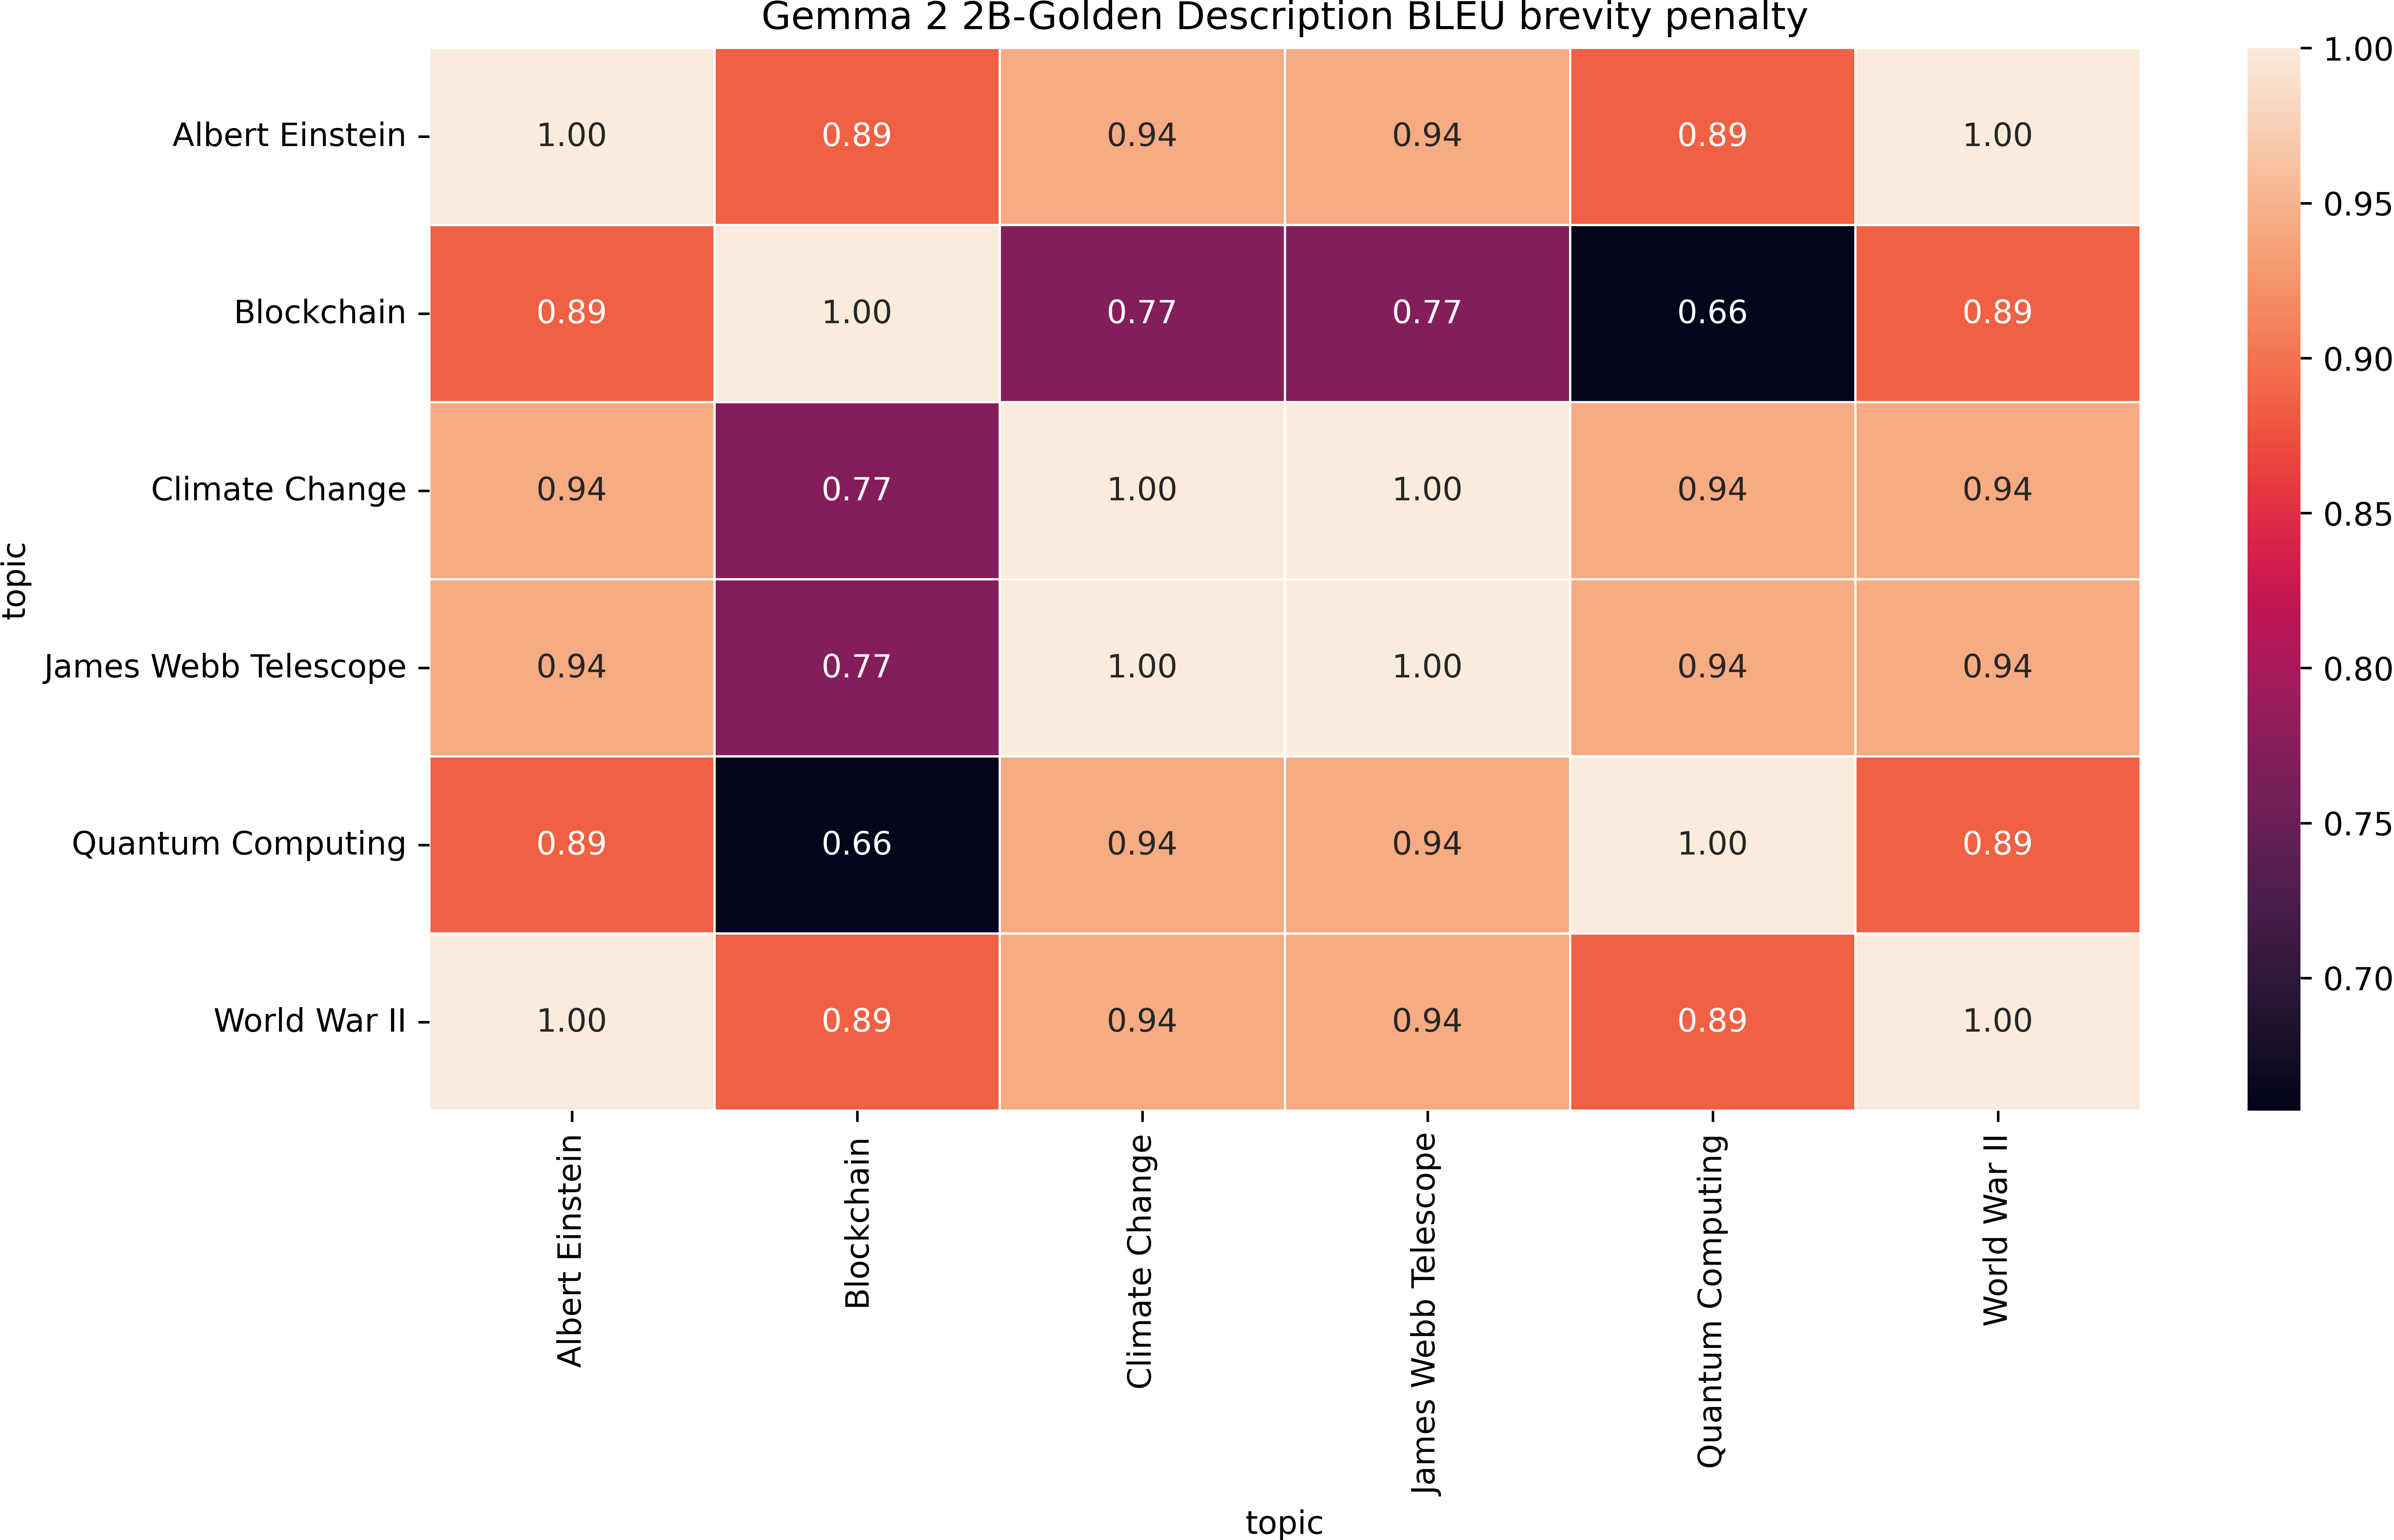 Gemma 2 2B-Golden Description BLEU brevity penalty
topic
Albert Einstein 1.00 0.89 0.94 0.94 0.89 1.00
Blockchain 0.89 1.00 0.77 0.77 0.66 0.89
Climate Change 0.94 0.77 1.00 1.00 0.94 0.94
James Webb Telescope 0.94 0.77 1.00 1.00 0.94 0.94
Quantum Computing 0.89 0.66 0.94 0.94 1.00 0.89
World War II 1.00 0.89 0.94 0.94 0.89 1.00
Albert Einstein
Blockchain
Climate Change
James Webb Telescope
Quantum Computing
World War II
topic
1.00
0.95
0.90
0.85
0.80
0.75
0.70